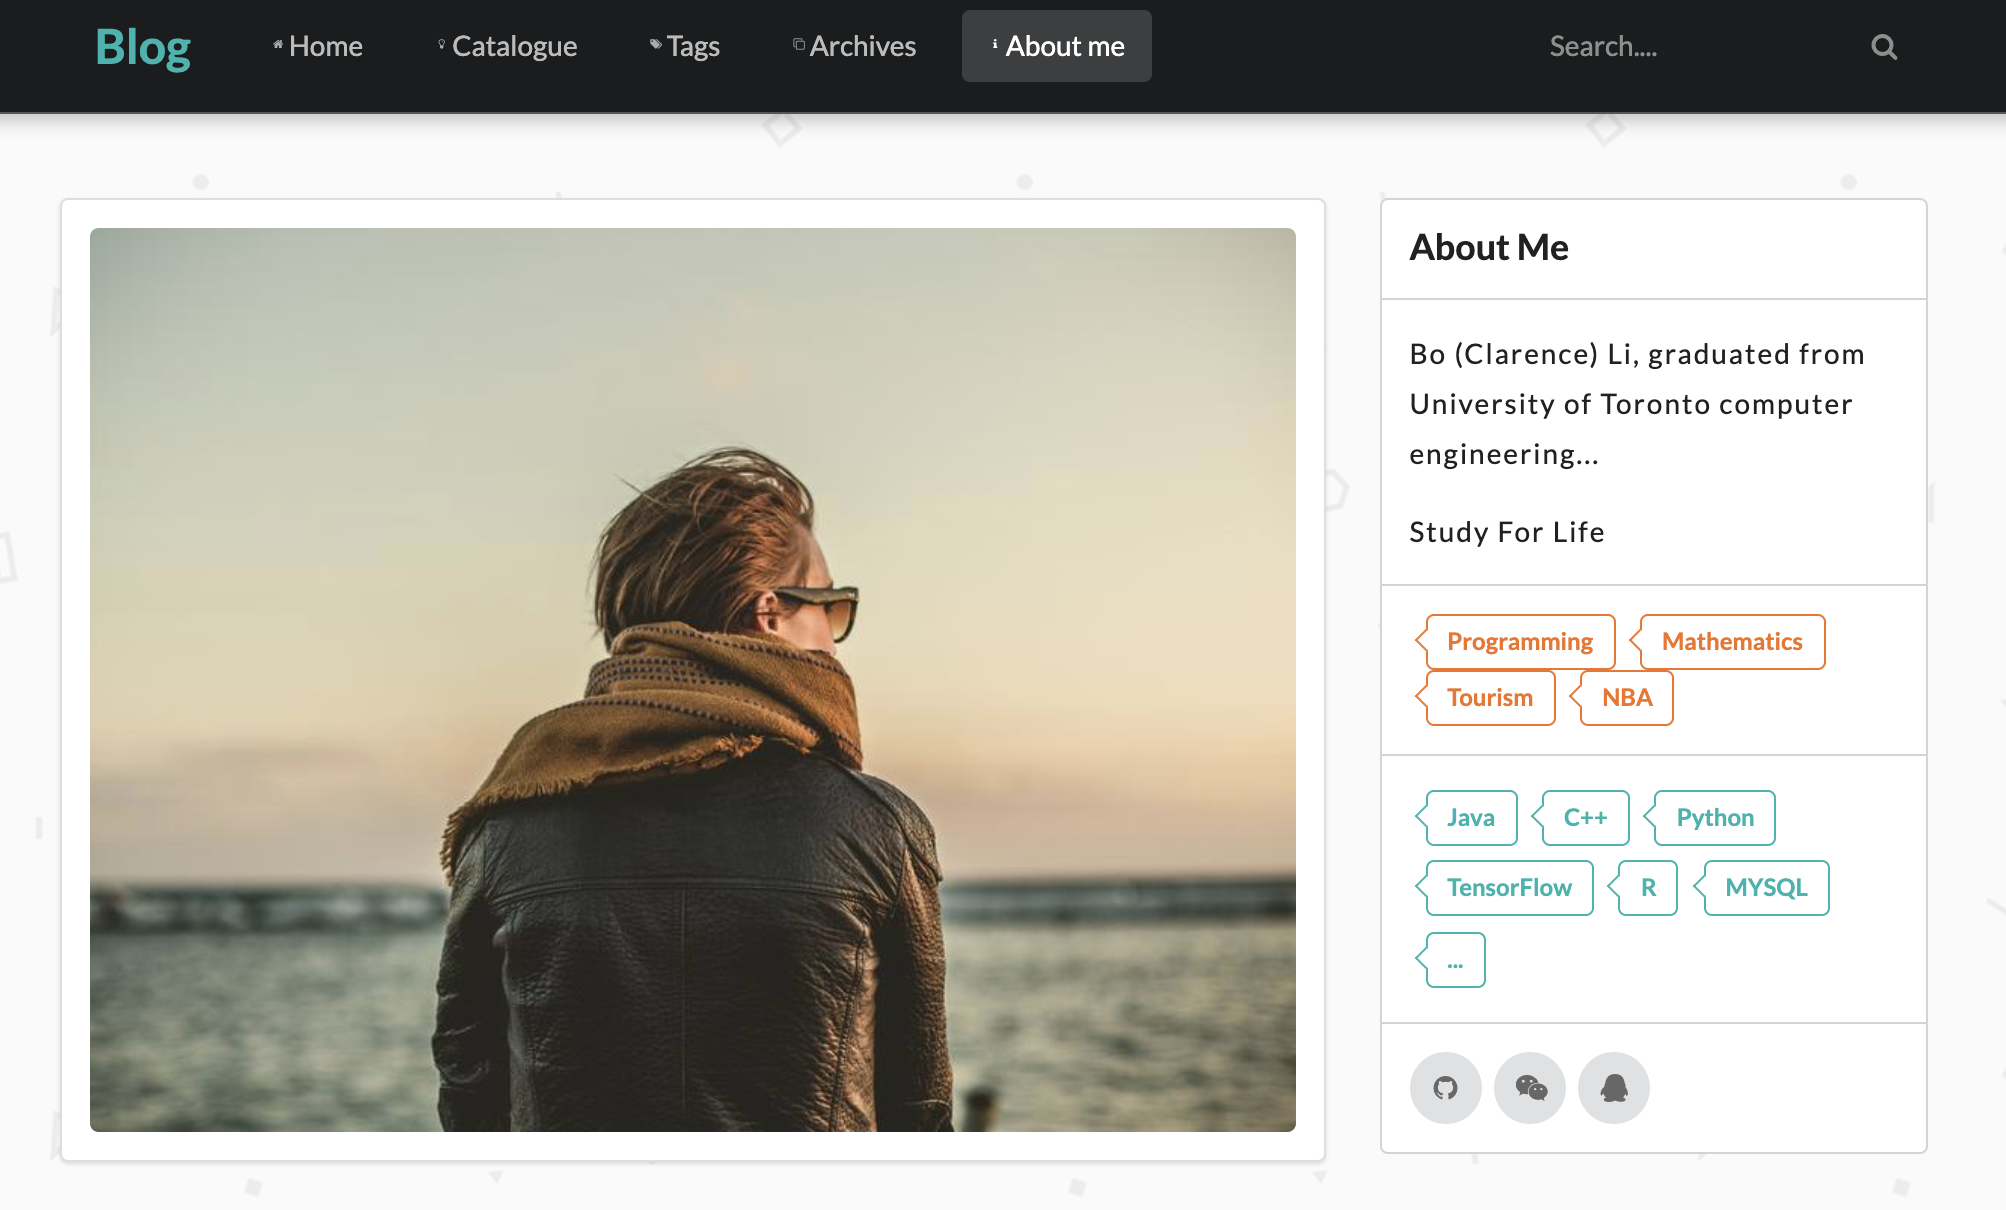 Blog
Home
Catalogue
Tags
Archives
About me
Search....
About Me
Bo (Clarence) Li, graduated from
University of Toronto computer
engineering...
Study For Life
Programming
Mathematics
Tourism
NBA
Java
C++
Python
TensorFlow
R
MYSQL
...